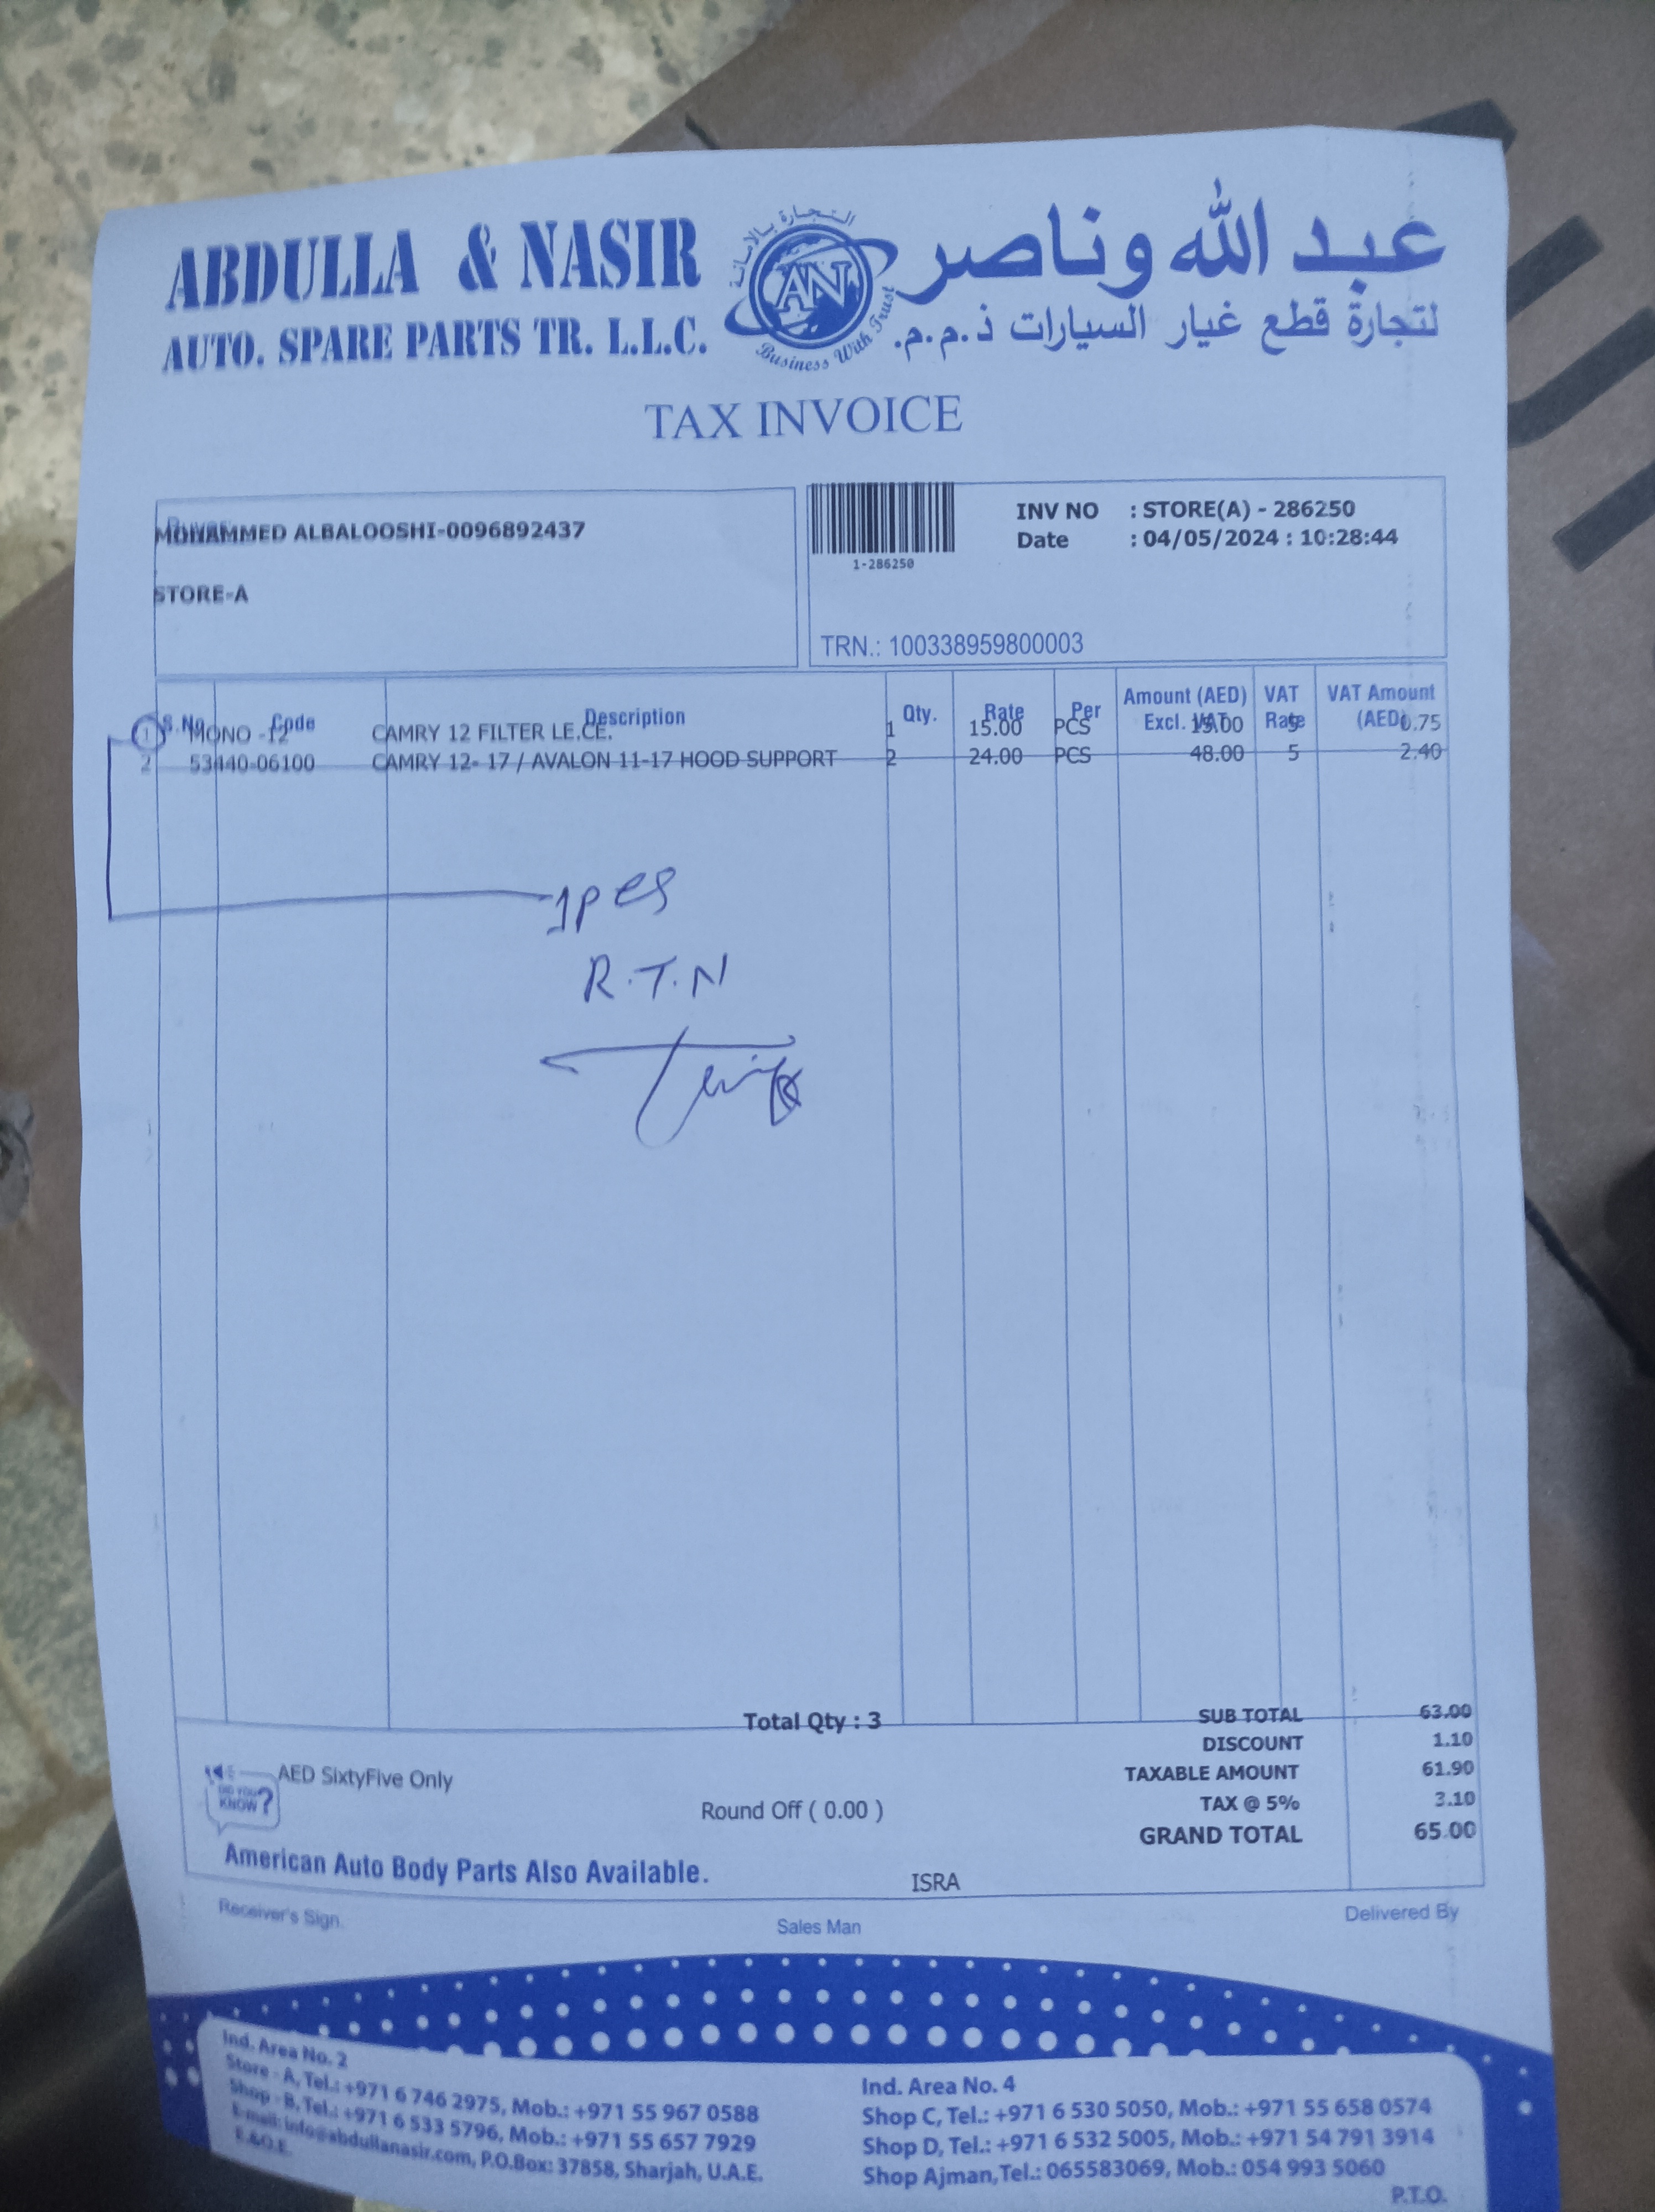 ABDULLA & NASIR
AUTO. SPARE PARTS TR. L.L.C.
التجارة بالأمانة
AN
Business With Trust
عبد الله وناصر
لتجارة قطع غيار السيارات ذ.م.م.
TAX INVOICE
MOHAMMED ALBALOOSHI-0096892437
STORE-A
1-286250
INV NO : STORE(A) - 286250
Date : 04/05/2024 : 10:28:44
TRN.: 100338959800003
S.No. Code Description Qty. Rate Per Amount (AED) Excl. VAT VAT Rate VAT Amount (AED)
1 MONO -12 CAMRY 12 FILTER LE.CE. 1 15.00 PCS 15.00 5 0.75
2 53440-06100 CAMRY 12- 17 / AVALON 11-17 HOOD SUPPORT 2 24.00 PCS 48.00 5 2.40
1pes
R.T.N
Total Qty : 3
SUB TOTAL 63.00
DISCOUNT 1.10
TAXABLE AMOUNT 61.90
TAX @ 5% 3.10
GRAND TOTAL 65.00
DID YOU KNOW?
AED SixtyFive Only
Round Off ( 0.00 )
American Auto Body Parts Also Available.
ISRA
Receiver's Sign.
Sales Man
Delivered By
Ind. Area No. 2
Store - A, Tel.: +971 6 746 2975, Mob.: +971 55 967 0588
Shop - B, Tel.: +971 6 533 5796, Mob.: +971 55 657 7929
E-mail: info@abdullanasir.com, P.O.Box: 37858, Sharjah, U.A.E.
E.&O.E.
Ind. Area No. 4
Shop C, Tel.: +971 6 530 5050, Mob.: +971 55 658 0574
Shop D, Tel.: +971 6 532 5005, Mob.: +971 54 791 3914
Shop Ajman, Tel.: 065583069, Mob.: 054 993 5060
P.T.O.